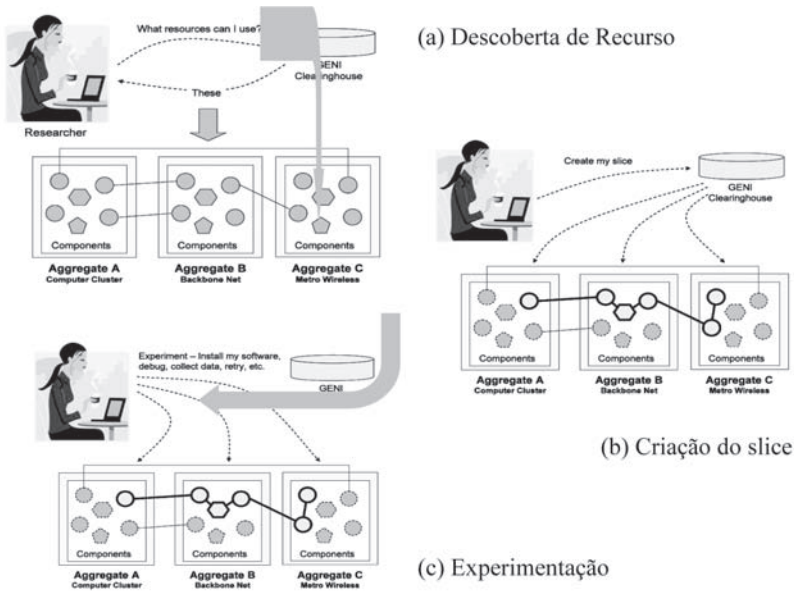 What resources can I use?
GENI
Clearinghouse
These
Researcher
Components
Components
Components
Aggregate A
Computer Cluster
Aggregate B
Backbone Net
Aggregate C
Metro Wireless
(a) Descoberta de Recurso
Create my slice
GENI
Clearinghouse
Components
Components
Components
Aggregate A
Computer Cluster
Aggregate B
Backbone Net
Aggregate C
Metro Wireless
(b) Criação do slice
Experiment – Install my software,
debug, collect data, retry, etc.
GENI
Components
Components
Components
Aggregate A
Computer Cluster
Aggregate B
Backbone Net
Aggregate C
Metro Wireless
(c) Experimentação